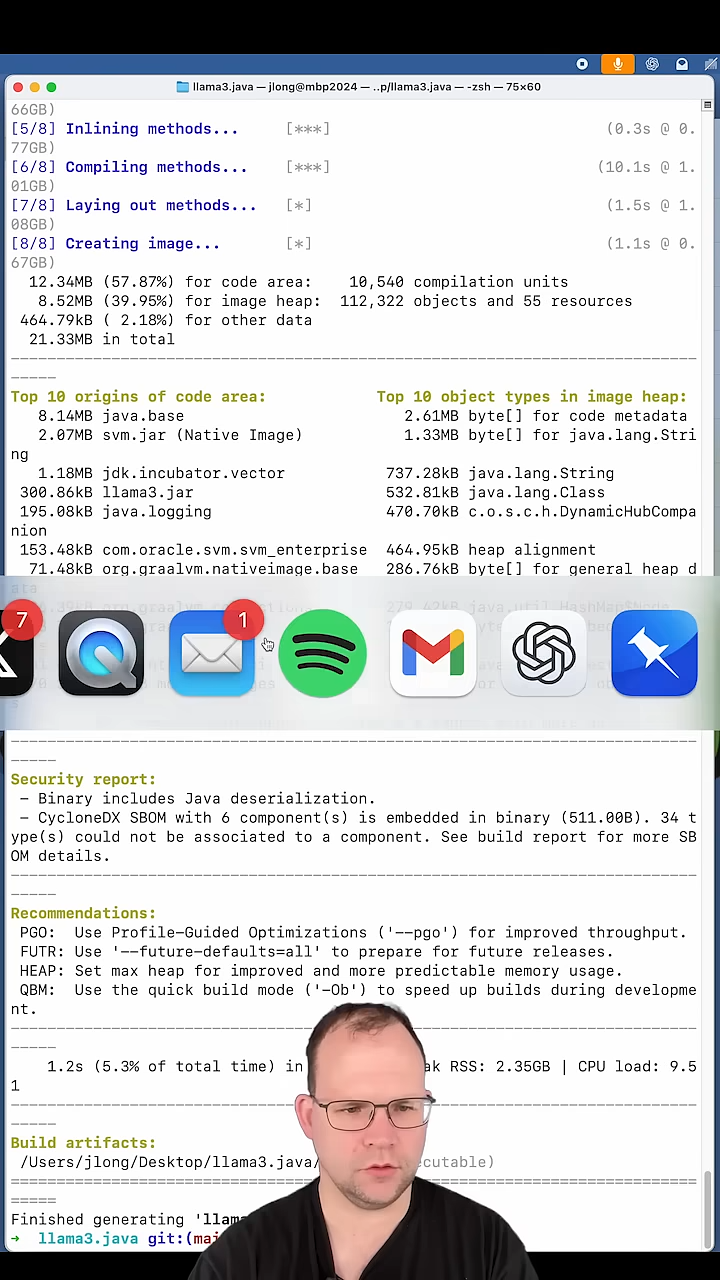 llama3.java — jlong@mbp2024 — ..p/llama3.java — -zsh — 75×60
66GB)
[5/8] Inlining methods... [***] (0.3s @ 0.
77GB)
[6/8] Compiling methods... [***] (10.1s @ 1.
01GB)
[7/8] Laying out methods... [*] (1.5s @ 1.
08GB)
[8/8] Creating image... [*] (1.1s @ 0.
67GB)
12.34MB (57.87%) for code area: 10,540 compilation units
8.52MB (39.95%) for image heap: 112,322 objects and 55 resources
464.79kB ( 2.18%) for other data
21.33MB in total
Top 10 origins of code area: Top 10 object types in image heap:
8.14MB java.base 2.61MB byte[] for code metadata
2.07MB svm.jar (Native Image) 1.33MB byte[] for java.lang.Stri
ng
1.18MB jdk.incubator.vector 737.28kB java.lang.String
300.86kB llama3.jar 532.81kB java.lang.Class
195.08kB java.logging 470.70kB c.o.s.c.h.DynamicHubCompa
nion
153.48kB com.oracle.svm.svm_enterprise 464.95kB heap alignment
71.48kB org.graalvm.nativeimage.base 286.76kB byte[] for general heap d
ata
7
1
Security report:
- Binary includes Java deserialization.
- CycloneDX SBOM with 6 component(s) is embedded in binary (511.00B). 34 t
ype(s) could not be associated to a component. See build report for more SB
OM details.
Recommendations:
PGO: Use Profile-Guided Optimizations ('--pgo') for improved throughput.
FUTR: Use '--future-defaults=all' to prepare for future releases.
HEAP: Set max heap for improved and more predictable memory usage.
QBM: Use the quick build mode ('-Ob') to speed up builds during developme
nt.
1.2s (5.3% of total time) in RSS: 2.35GB | CPU load: 9.5
1
Build artifacts:
/Users/jlong/Desktop/llama3.java/
Finished generating
→ llama3.java git:(